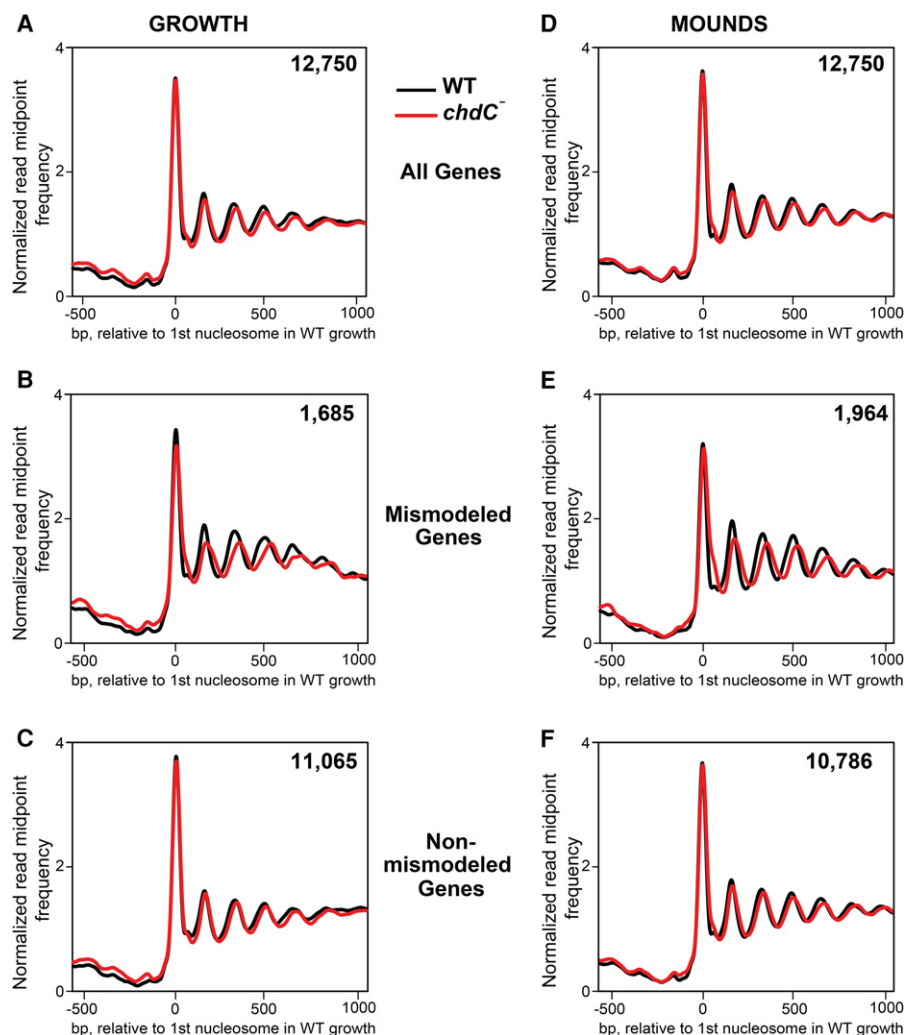 GROWTH
MOUNDS
A
4
2
0
12,750
Normalized read midpoint
frequency
-500 0 500 1000
bp, relative to 1st nucleosome in WT growth
WT
chdC⁻
All Genes
D
4
2
0
12,750
Normalized read midpoint
frequency
-500 0 500 1000
bp, relative to 1st nucleosome in WT growth
B
4
2
0
1,685
Normalized read midpoint
frequency
-500 0 500 1000
bp, relative to 1st nucleosome in WT growth
Mismodeled
Genes
E
4
2
0
1,964
Normalized read midpoint
frequency
-500 0 500 1000
bp, relative to 1st nucleosome in WT growth
C
4
2
0
11,065
Normalized read midpoint
frequency
-500 0 500 1000
bp, relative to 1st nucleosome in WT growth
Non-
mismodeled
Genes
F
4
2
0
10,786
Normalized read midpoint
frequency
-500 0 500 1000
bp, relative to 1st nucleosome in WT growth